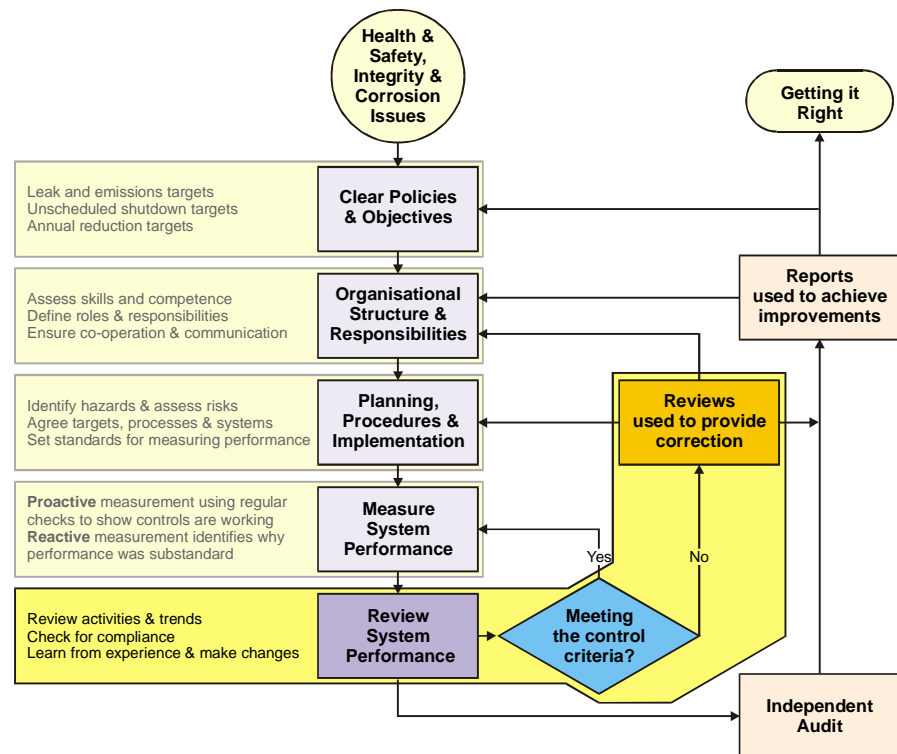 Health &
Safety,
Integrity &
Corrosion
Issues
Getting it
Right
Leak and emissions targets
Unscheduled shutdown targets
Annual reduction targets
Clear Policies
& Objectives
Assess skills and competence
Define roles & responsibilities
Ensure co-operation & communication
Organisational
Structure &
Responsibilities
Reports
used to achieve
improvements
Identify hazards & assess risks
Agree targets, processes & systems
Set standards for measuring performance
Planning,
Procedures &
Implementation
Reviews
used to provide
correction
Proactive measurement using regular
checks to show controls are working
Reactive measurement identifies why
performance was substandard
Measure
System
Performance
Yes
No
Review activities & trends
Check for compliance
Learn from experience & make changes
Review
System
Performance
Meeting
the control
criteria?
Independent
Audit